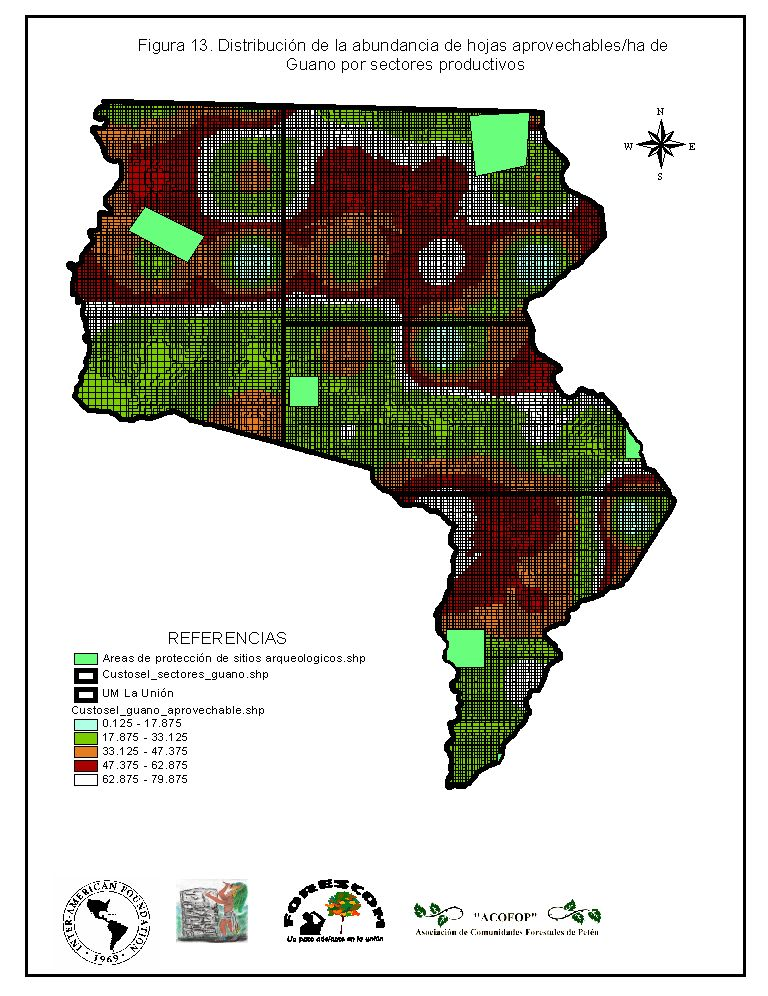 Figura 13. Distribución de la abundancia de hojas aprovechables/ha de
Guano por sectores productivos
N
W E
S
REFERENCIAS
Areas de protección de sitios arqueologicos.shp
Custosel_sectores_guano.shp
UM La Unión
Custosel_guano_aprovechable.shp
0.125 - 17.875
17.875 - 33.125
33.125 - 47.375
47.375 - 62.875
62.875 - 79.875
INTER-AMERICAN FOUNDATION
1969
FORESCOM
Un paso adelante en la unión
"ACOFOP"
Asociación de Comunidades Forestales de Petén